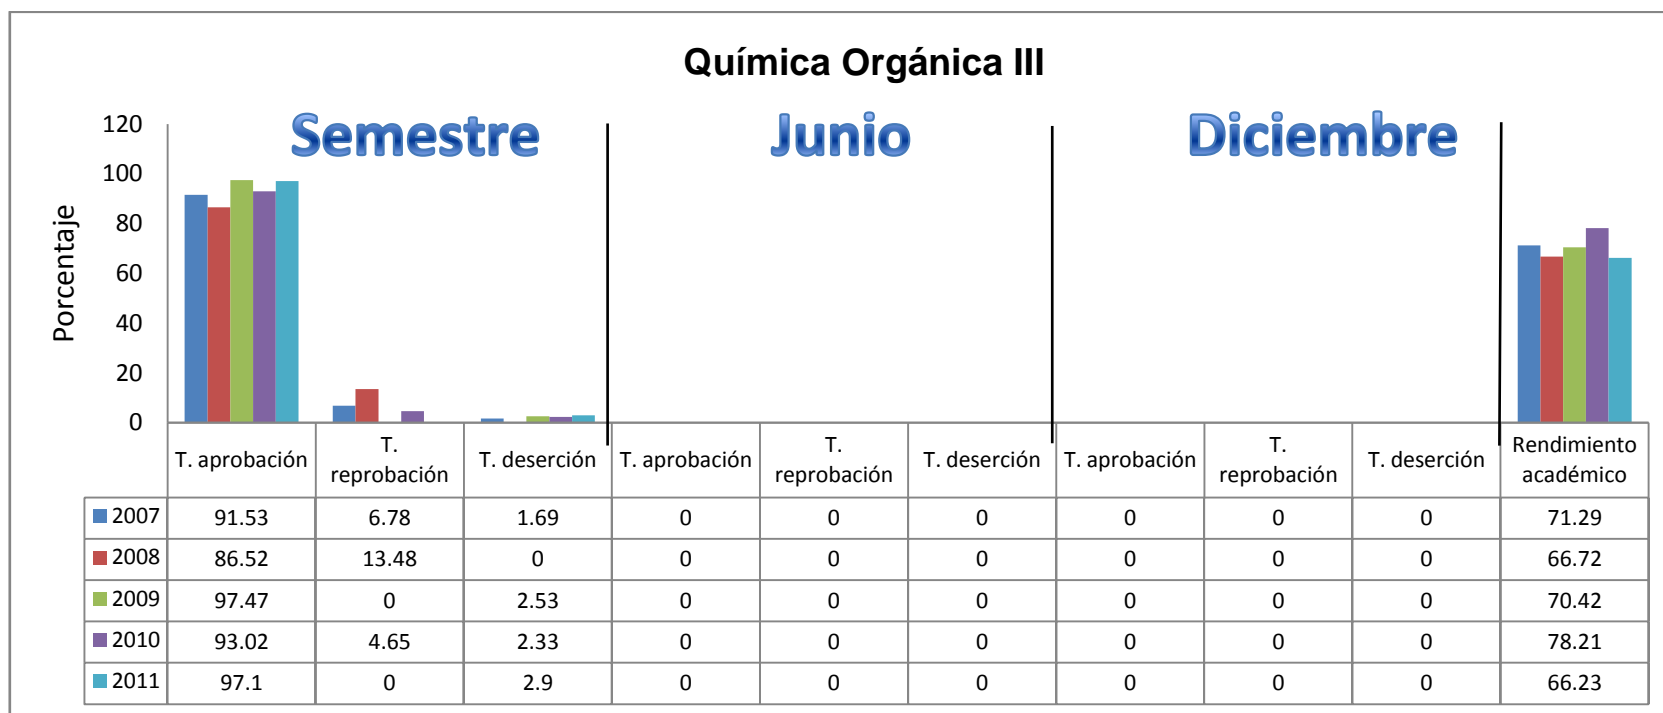 Química Orgánica III
Semestre Junio Diciembre
Porcentaje
120
100
80
60
40
20
0
T. aprobación T. reprobación T. deserción T. aprobación T. reprobación T. deserción T. aprobación T. reprobación T. deserción Rendimiento académico
2007 91.53 6.78 1.69 0 0 0 0 0 0 71.29
2008 86.52 13.48 0 0 0 0 0 0 0 66.72
2009 97.47 0 2.53 0 0 0 0 0 0 70.42
2010 93.02 4.65 2.33 0 0 0 0 0 0 78.21
2011 97.1 0 2.9 0 0 0 0 0 0 66.23